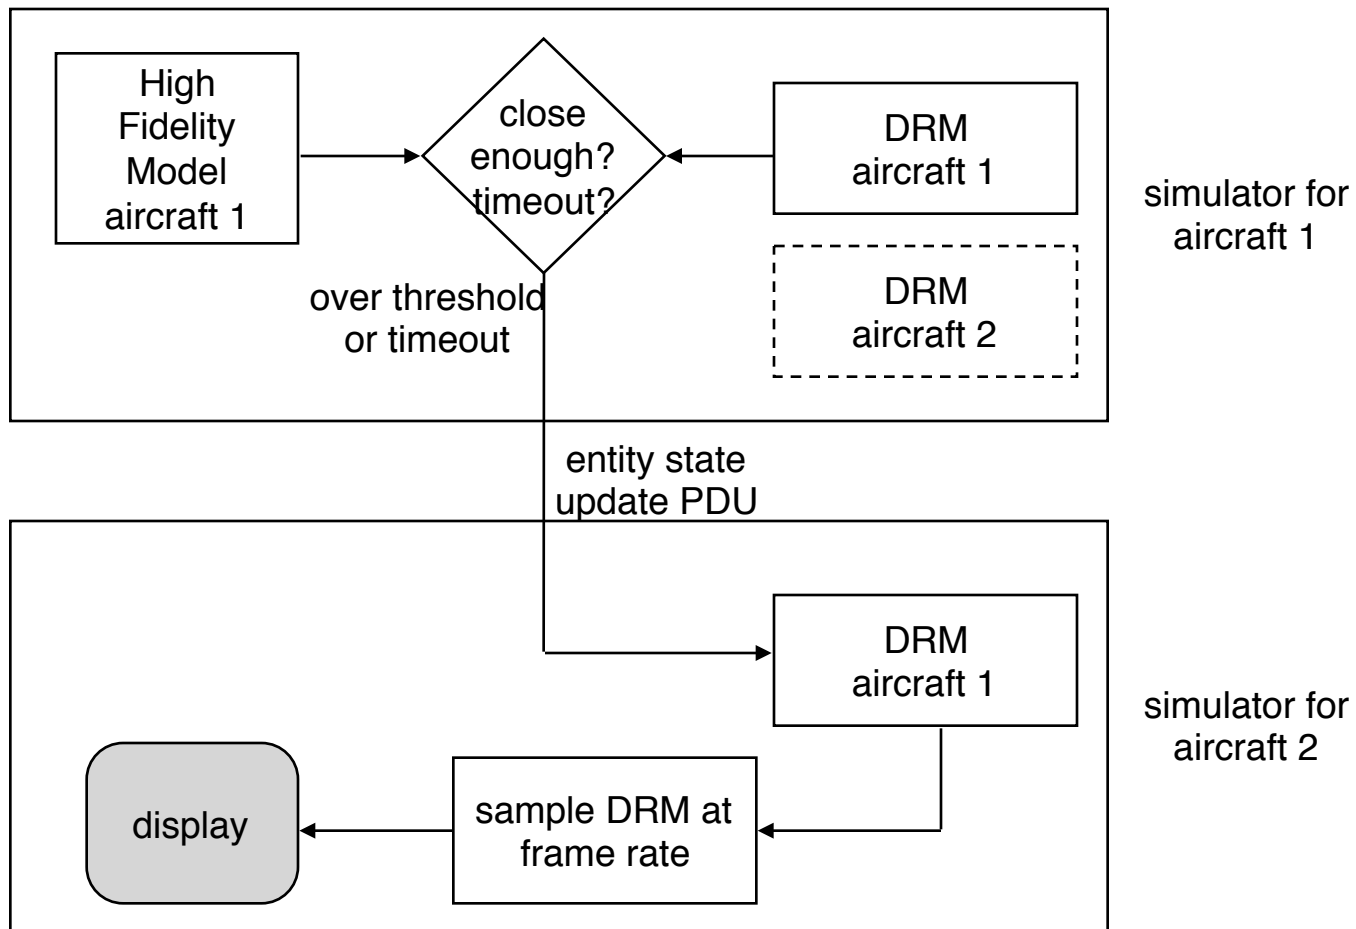 High
Fidelity
Model
aircraft 1
close
enough?
timeout?
DRM
aircraft 1
simulator for
aircraft 1
DRM
aircraft 2
over threshold
or timeout
entity state
update PDU
DRM
aircraft 1
simulator for
aircraft 2
sample DRM at
frame rate
display